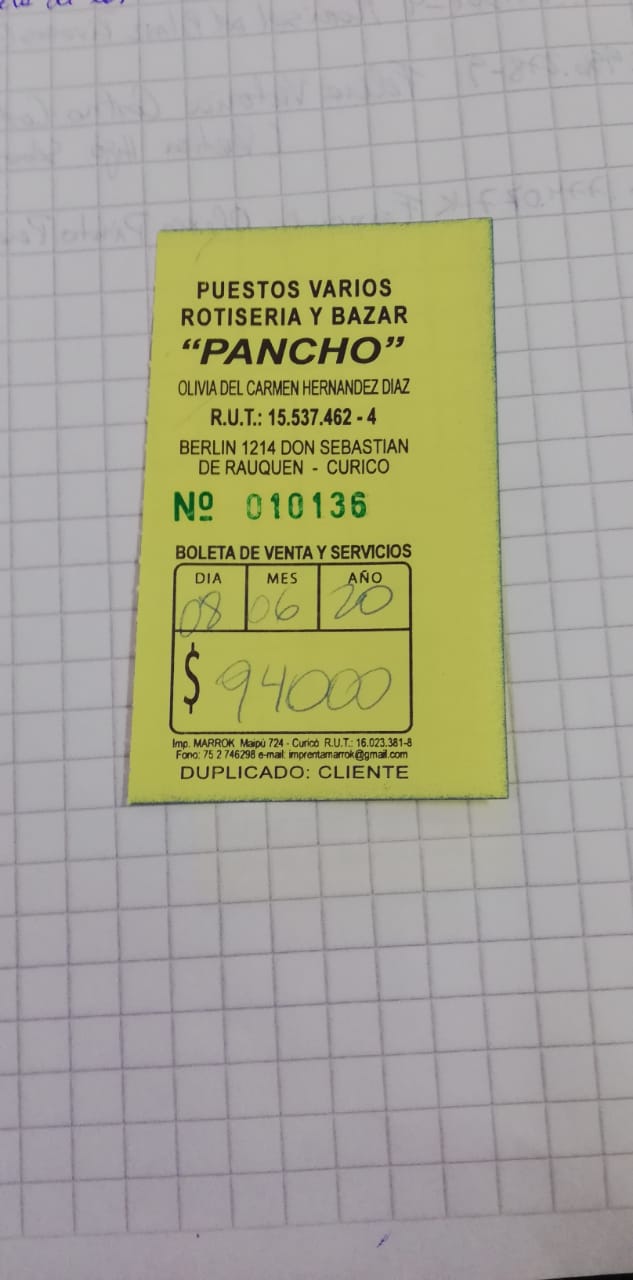 PUESTOS VARIOS
ROTISERIA Y BAZAR
“PANCHO”
OLIVIA DEL CARMEN HERNANDEZ DIAZ
R.U.T.: 15.537.462 - 4
BERLIN 1214 DON SEBASTIAN
DE RAUQUEN - CURICO
Nº 010136
BOLETA DE VENTA Y SERVICIOS
DIA MES AÑO
08 06 20
$ 94000
Imp. MARROK Maipú 724 - Curicó R.U.T.: 16.023.381-8
Fono: 75 2 746298 e-mail: imprentamarrok@gmail.com
DUPLICADO: CLIENTE